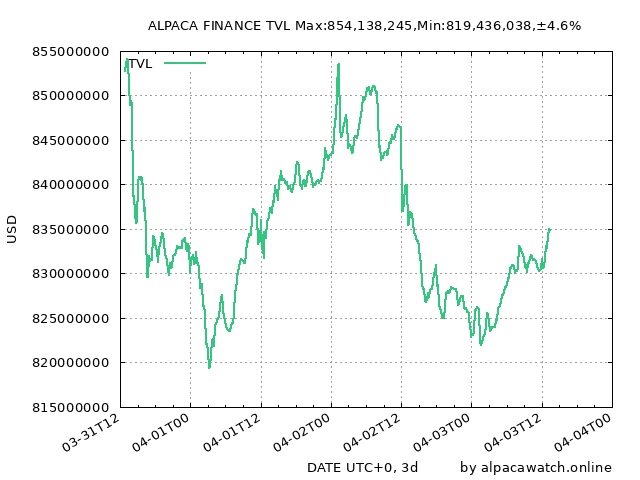 ALPACA FINANCE TVL Max:854,138,245,Min:819,436,038,±4.6%
855000000
TVL
850000000
845000000
840000000
835000000
USD
830000000
825000000
820000000
815000000
03-31T12 04-01T00 04-01T12 04-02T00 04-02T12 04-03T00 04-03T12 04-04T00
DATE UTC+0, 3d by alpacawatch.online